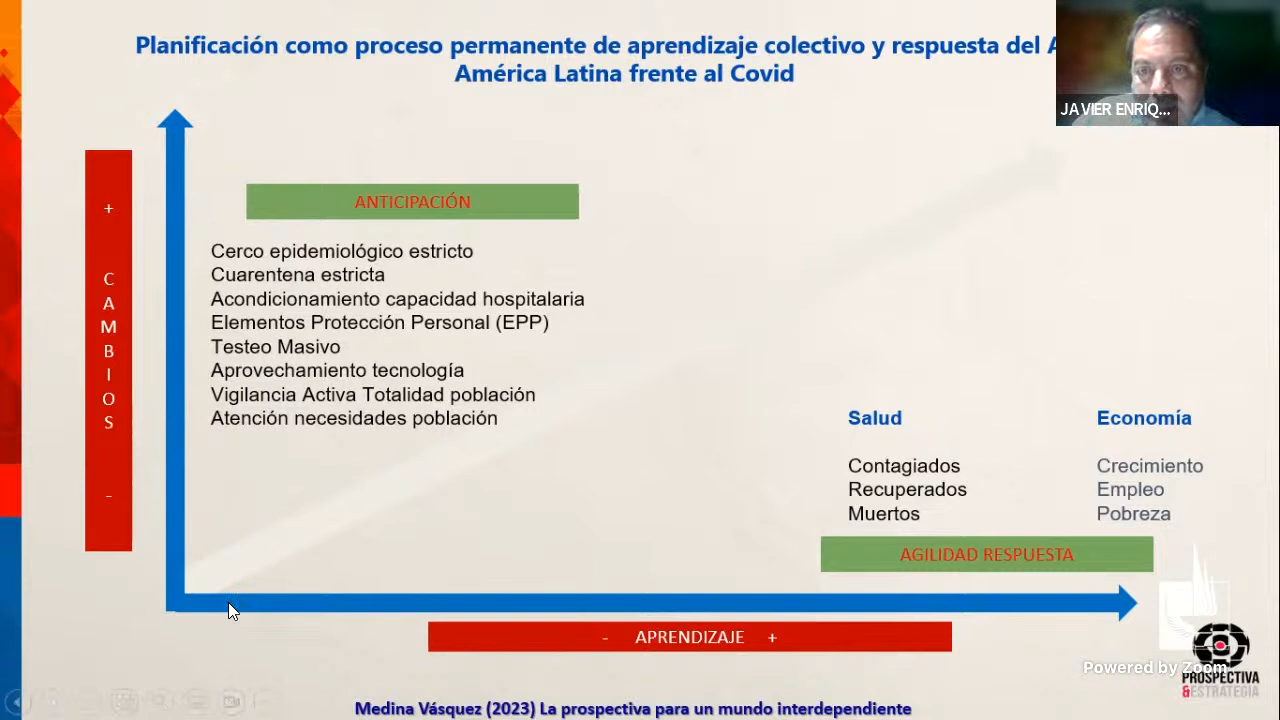 Planificación como proceso permanente de aprendizaje colectivo y respuesta del
América Latina frente al Covid
JAVIER ENRIQ...
+
CAMBIOS
-
ANTICIPACIÓN
Cerco epidemiológico estricto
Cuarentena estricta
Acondicionamiento capacidad hospitalaria
Elementos Protección Personal (EPP)
Testeo Masivo
Aprovechamiento tecnología
Vigilancia Activa Totalidad población
Atención necesidades población
Salud
Contagiados
Recuperados
Muertos
Economía
Crecimiento
Empleo
Pobreza
AGILIDAD RESPUESTA
- APRENDIZAJE +
Powered by Zoom
PROSPECTIVA
&ESTRATEGIA
Medina Vásquez (2023) La prospectiva para un mundo interdependiente